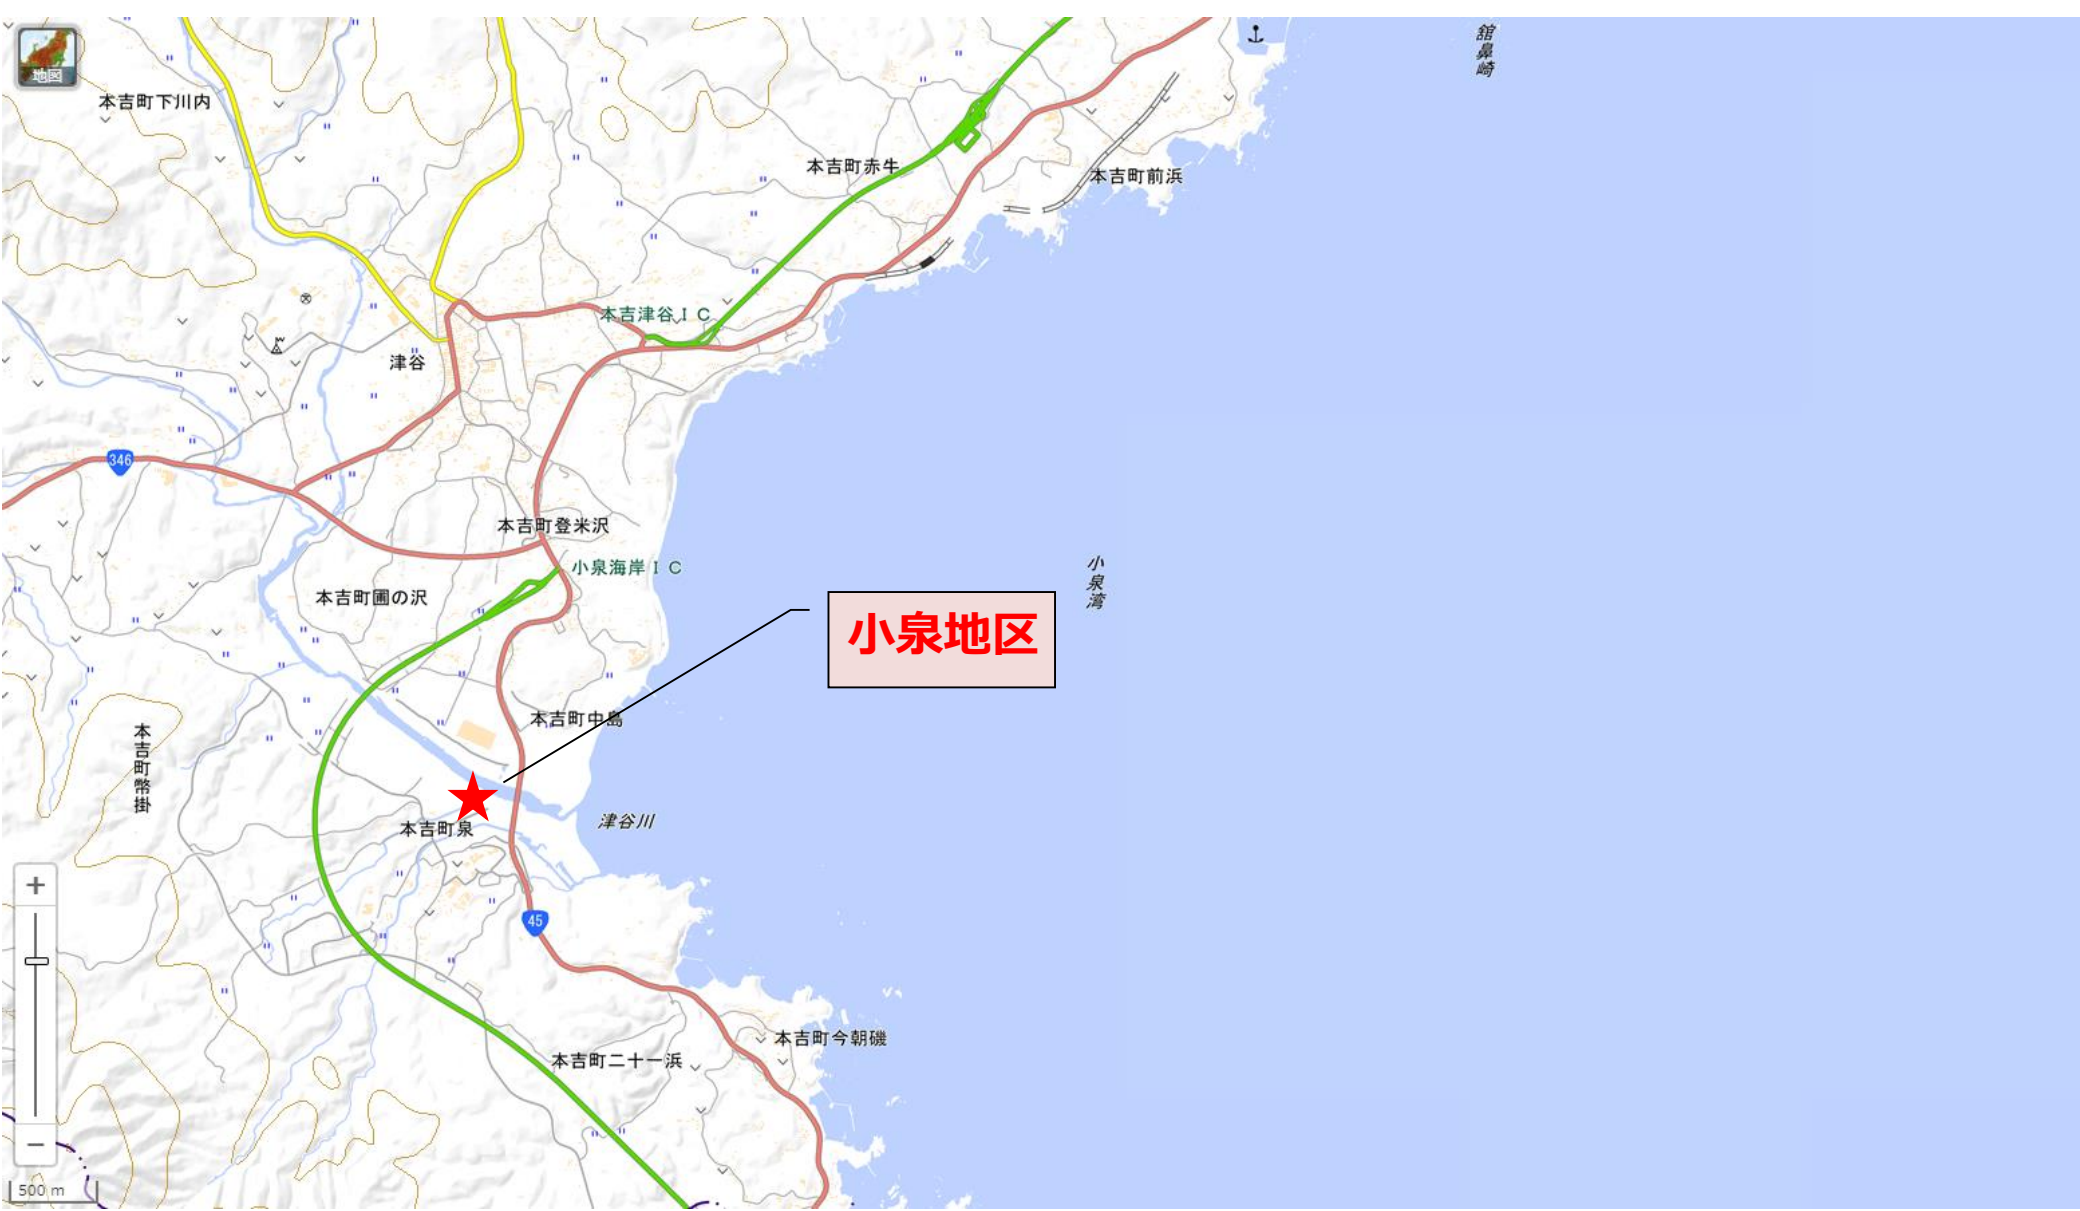 舘鼻崎
地図
本吉町下川内
本吉町赤牛
本吉町前浜
本吉津谷ＩＣ
津谷
346
本吉町登米沢
小泉海岸ＩＣ
小泉湾
本吉町圃の沢
小泉地区
本吉町中島
本吉町幣掛
津谷川
本吉町泉
+
45
本吉町今朝磯
本吉町二十一浜
−
500 m